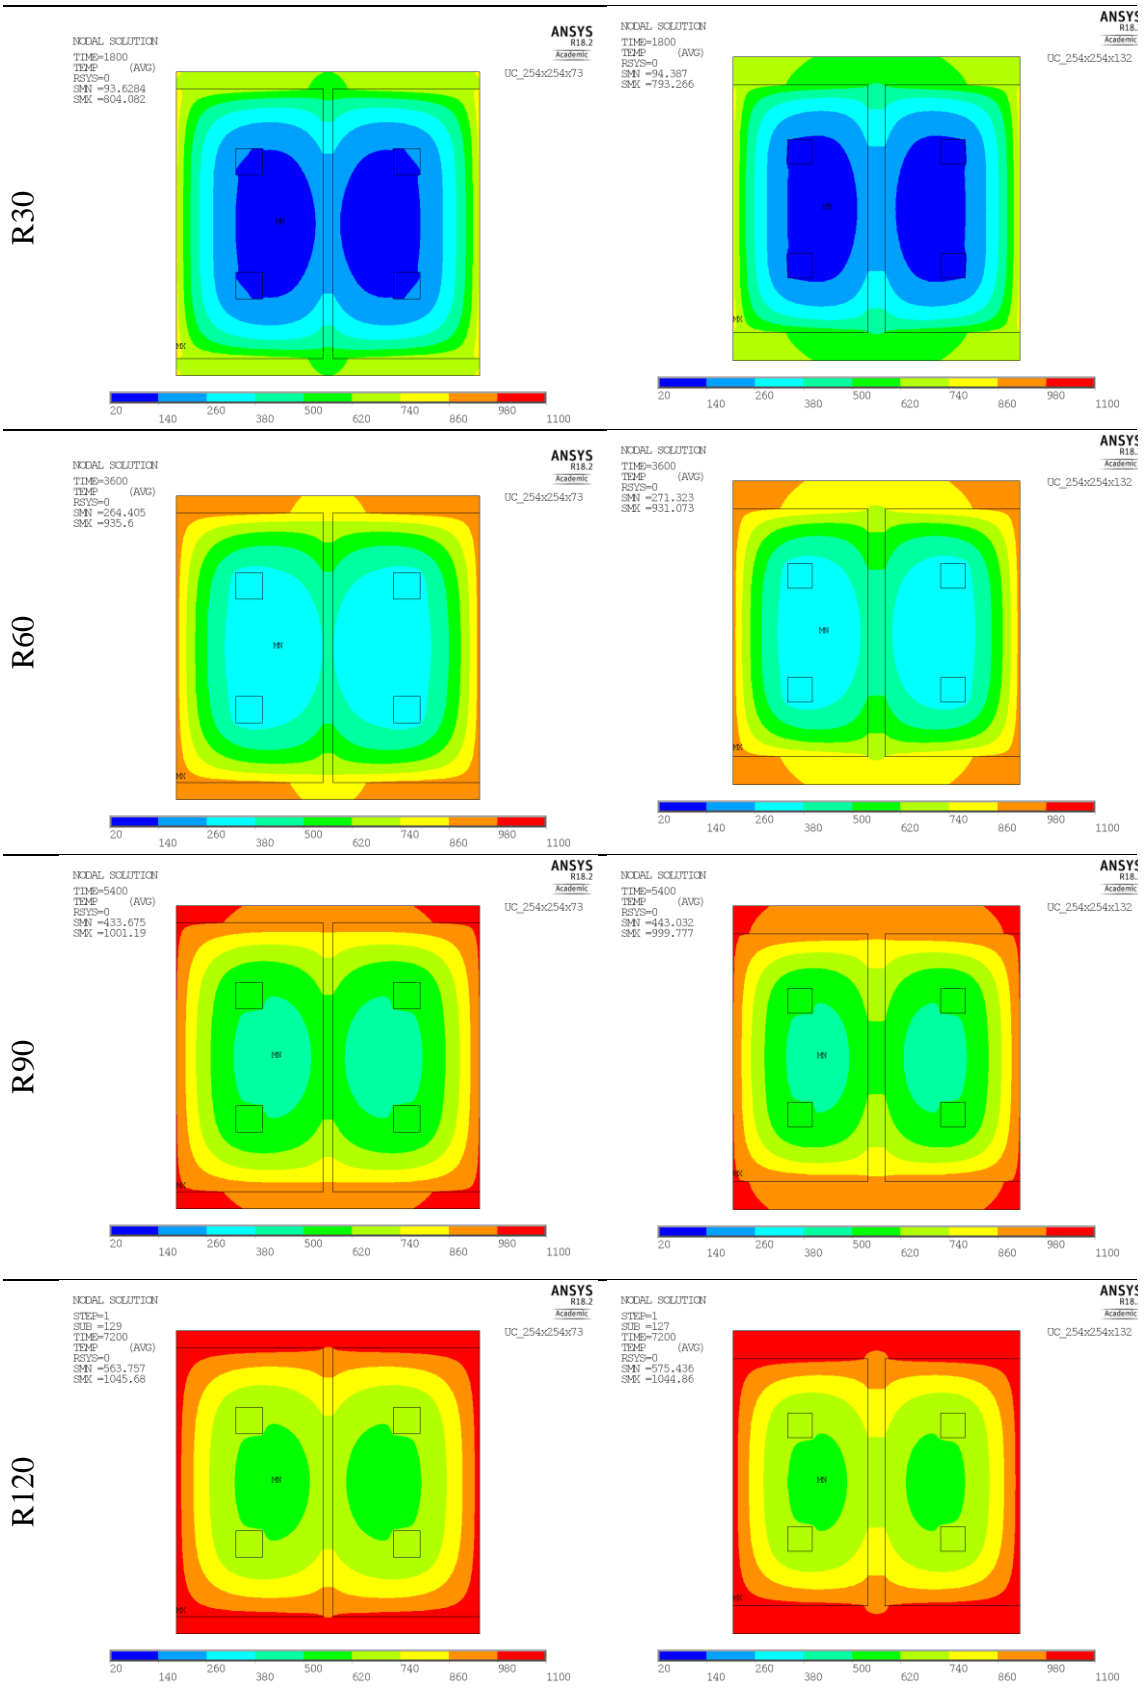 R30
NODAL SOLUTION
TIME=1800
TEMP (AVG)
RSYS=0
SMN =93.6284
SMX =804.082
ANSYS
R18.2
Academic
UC_254x254x73
MN
MX
20 140 260 380 500 620 740 860 980 1100
NODAL SOLUTION
TIME=1800
TEMP (AVG)
RSYS=0
SMN =94.387
SMX =793.266
ANSYS
R18.
Academic
UC_254x254x132
MN
MX
20 140 260 380 500 620 740 860 980 1100
R60
NODAL SOLUTION
TIME=3600
TEMP (AVG)
RSYS=0
SMN =264.405
SMX =935.6
ANSYS
R18.2
Academic
UC_254x254x73
MN
MX
20 140 260 380 500 620 740 860 980 1100
NODAL SOLUTION
TIME=3600
TEMP (AVG)
RSYS=0
SMN =271.323
SMX =931.073
ANSYS
R18.
Academic
UC_254x254x132
MN
MX
20 140 260 380 500 620 740 860 980 1100
R90
NODAL SOLUTION
TIME=5400
TEMP (AVG)
RSYS=0
SMN =433.675
SMX =1001.19
ANSYS
R18.2
Academic
UC_254x254x73
MN
MX
20 140 260 380 500 620 740 860 980 1100
NODAL SOLUTION
TIME=5400
TEMP (AVG)
RSYS=0
SMN =443.032
SMX =999.777
ANSYS
R18.
Academic
UC_254x254x132
MN
MX
20 140 260 380 500 620 740 860 980 1100
R120
NODAL SOLUTION
STEP=1
SUB =129
TIME=7200
TEMP (AVG)
RSYS=0
SMN =563.757
SMX =1045.68
ANSYS
R18.2
Academic
UC_254x254x73
MN
MX
20 140 260 380 500 620 740 860 980 1100
NODAL SOLUTION
STEP=1
SUB =127
TIME=7200
TEMP (AVG)
RSYS=0
SMN =575.436
SMX =1044.86
ANSYS
R18.
Academic
UC_254x254x132
MN
MX
20 140 260 380 500 620 740 860 980 1100